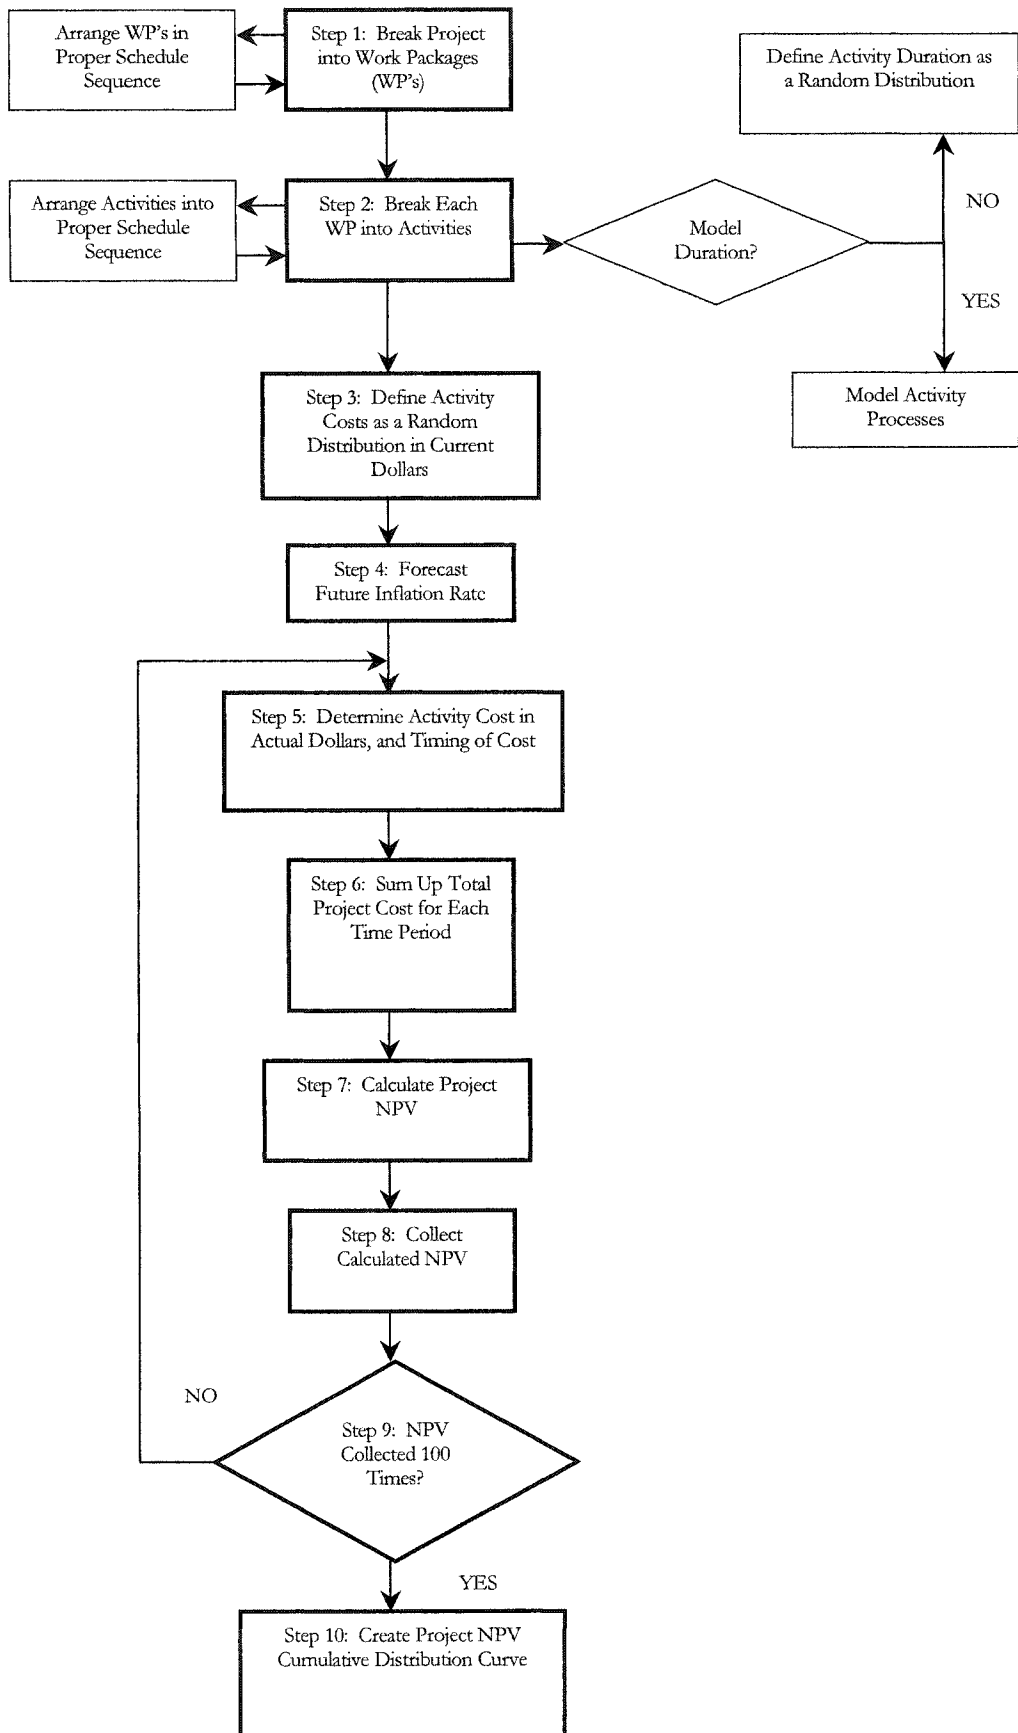 Arrange WP's in
Proper Schedule
Sequence
Step 1: Break Project
into Work Packages
(WP's)
Define Activity Duration as
a Random Distribution
Arrange Activities into
Proper Schedule
Sequence
Step 2: Break Each
WP into Activities
Model
Duration?
NO
YES
Model Activity
Processes
Step 3: Define Activity
Costs as a Random
Distribution in Current
Dollars
Step 4: Forecast
Future Inflation Rate
Step 5: Determine Activity Cost in
Actual Dollars, and Timing of Cost
Step 6: Sum Up Total
Project Cost for Each
Time Period
Step 7: Calculate Project
NPV
Step 8: Collect
Calculated NPV
NO
Step 9: NPV
Collected 100
Times?
YES
Step 10: Create Project NPV
Cumulative Distribution Curve